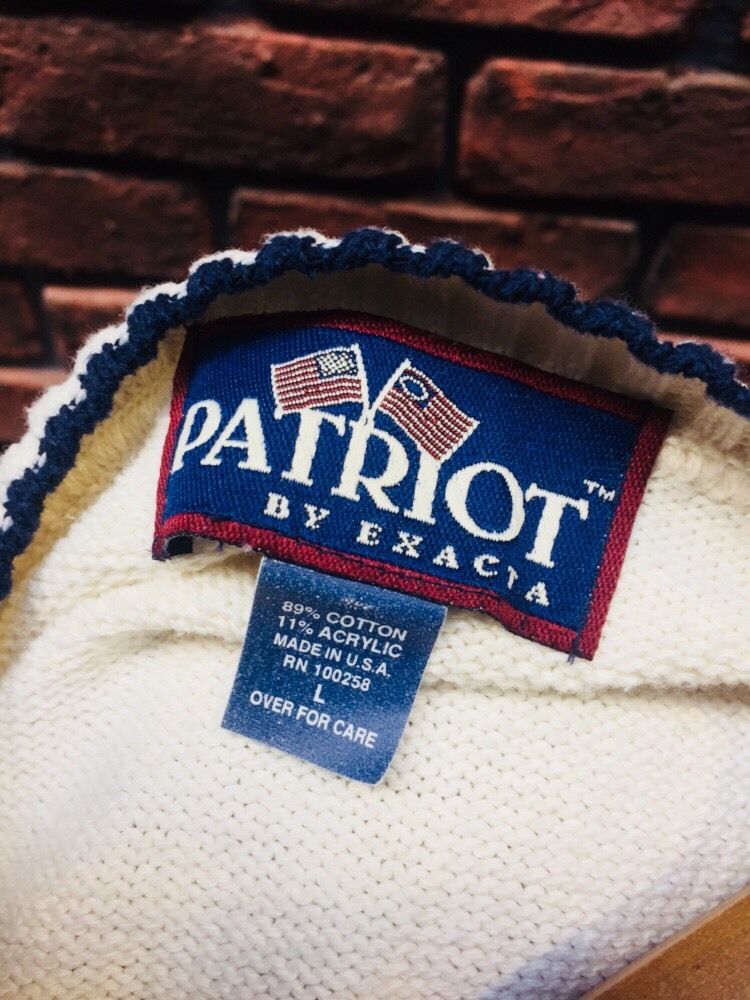 PATRIOT™
BY EXACTA
89% COTTON
11% ACRYLIC
MADE IN U.S.A.
RN 100258
L
OVER FOR CARE